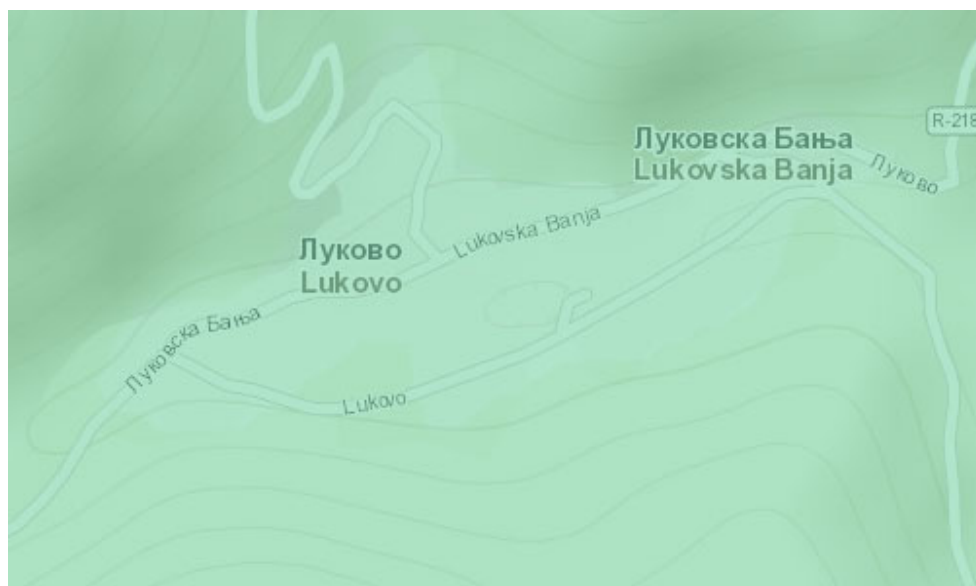 R-218
Луковска Бања
Lukovska Banja
Луково
Lukovska Banja
Луково
Lukovo
Луковска Бања
Lukovo